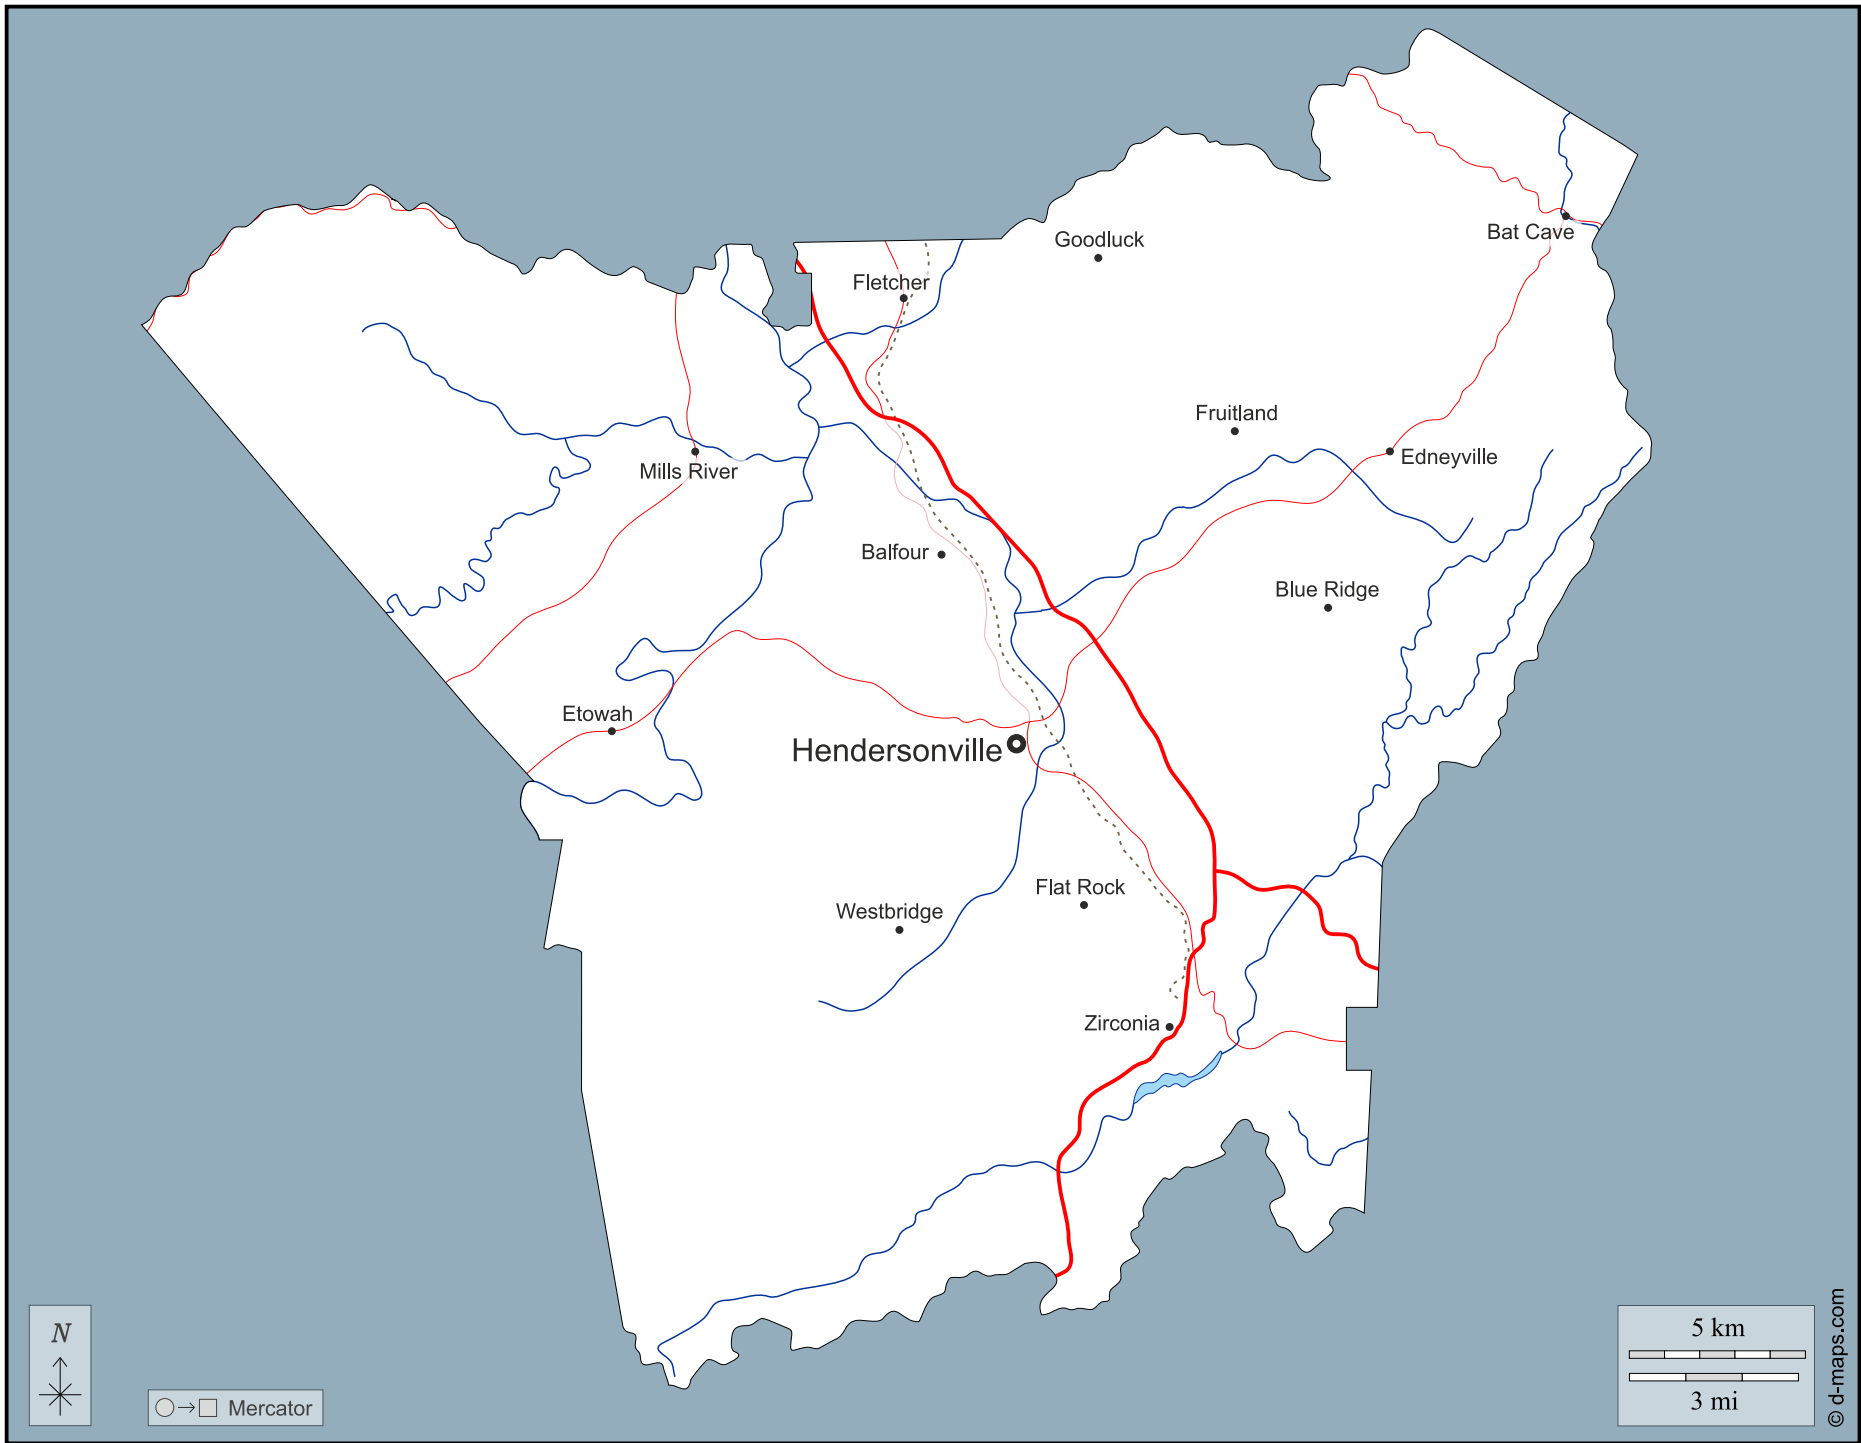 Bat Cave
Goodluck
Fletcher
Fruitland
Edneyville
Mills River
Balfour
Blue Ridge
Etowah
Hendersonville
Flat Rock
Westbridge
Zirconia
N
Mercator
5 km
3 mi
© d-maps.com